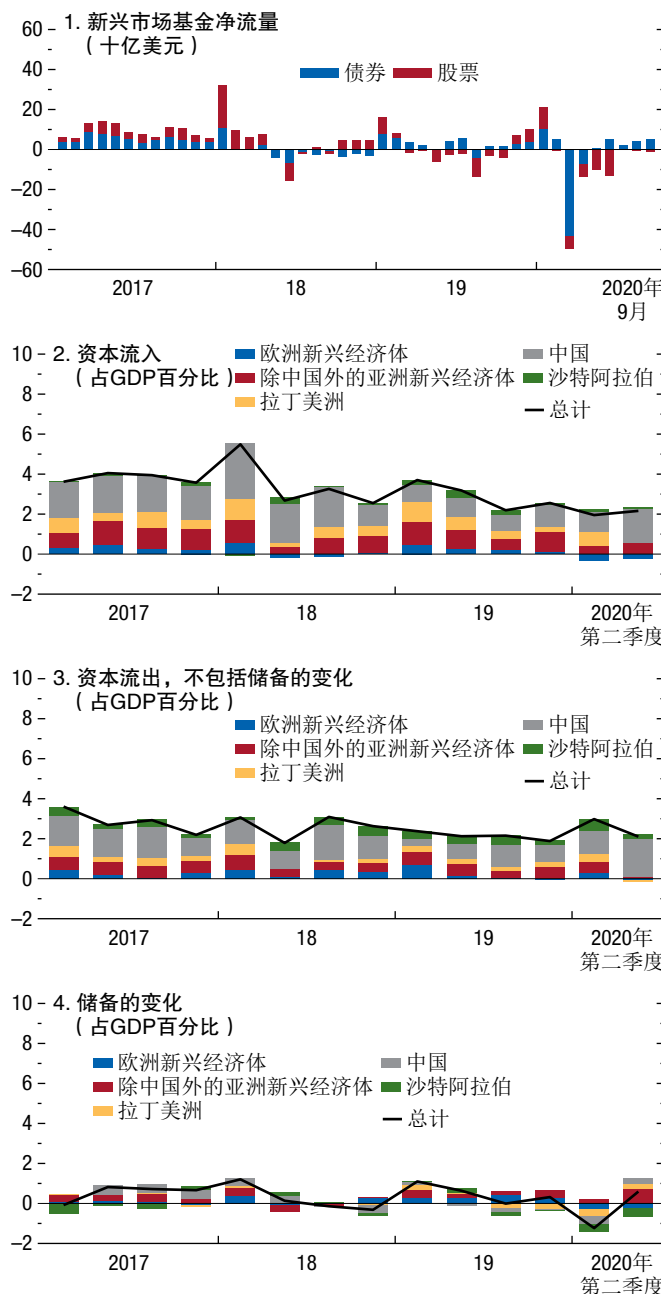 1. 新兴市场基金净流量
（十亿美元）
债券 股票
60
40
20
0
–20
–40
–60
2017 18 19 2020年
9月
2. 资本流入
（占GDP百分比）
欧洲新兴经济体 中国
除中国外的亚洲新兴经济体 沙特阿拉伯
拉丁美洲 总计
10
8
6
4
2
0
–2
2017 18 19 2020年
第二季度
3. 资本流出，不包括储备的变化
（占GDP百分比）
欧洲新兴经济体 中国
除中国外的亚洲新兴经济体 沙特阿拉伯
拉丁美洲 总计
10
8
6
4
2
0
–2
2017 18 19 2020年
第二季度
4. 储备的变化
（占GDP百分比）
欧洲新兴经济体 中国
除中国外的亚洲新兴经济体 沙特阿拉伯
拉丁美洲 总计
10
8
6
4
2
0
–2
2017 18 19 2020年
第二季度